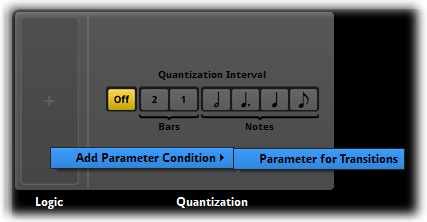 Quantization Interval
Off 2 1
Bars Notes
Add Parameter Condition Parameter for Transitions
Logic Quantization